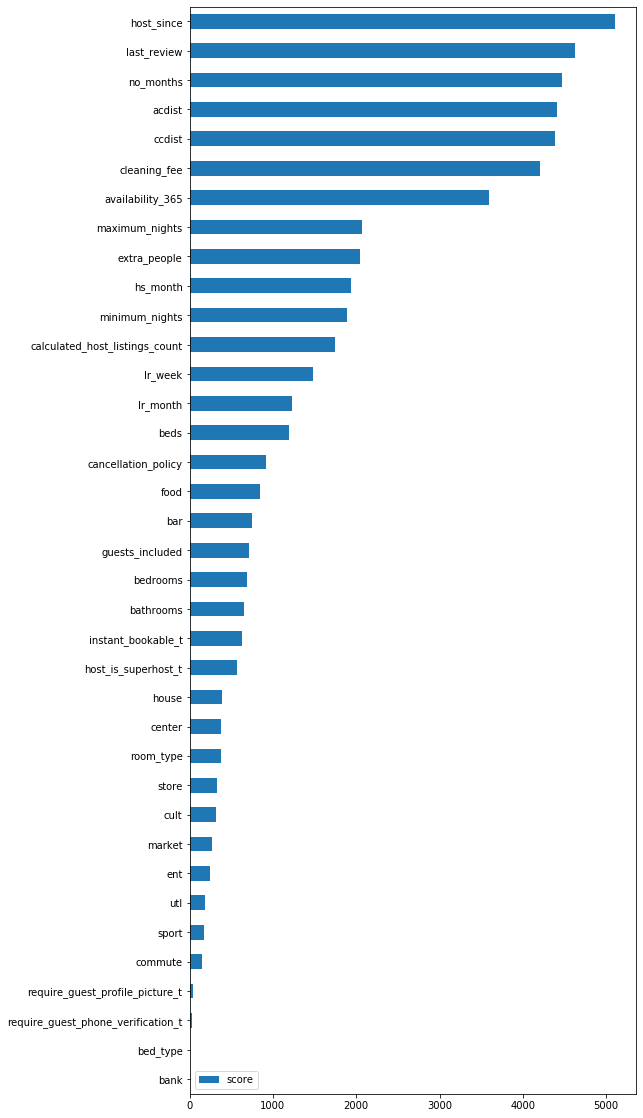 host_since
last_review
no_months
acdist
ccdist
cleaning_fee
availability_365
maximum_nights
extra_people
hs_month
minimum_nights
calculated_host_listings_count
lr_week
lr_month
beds
cancellation_policy
food
bar
guests_included
bedrooms
bathrooms
instant_bookable_t
host_is_superhost_t
house
center
room_type
store
cult
market
ent
utl
sport
commute
require_guest_profile_picture_t
require_guest_phone_verification_t
bed_type
bank
score
0 1000 2000 3000 4000 5000